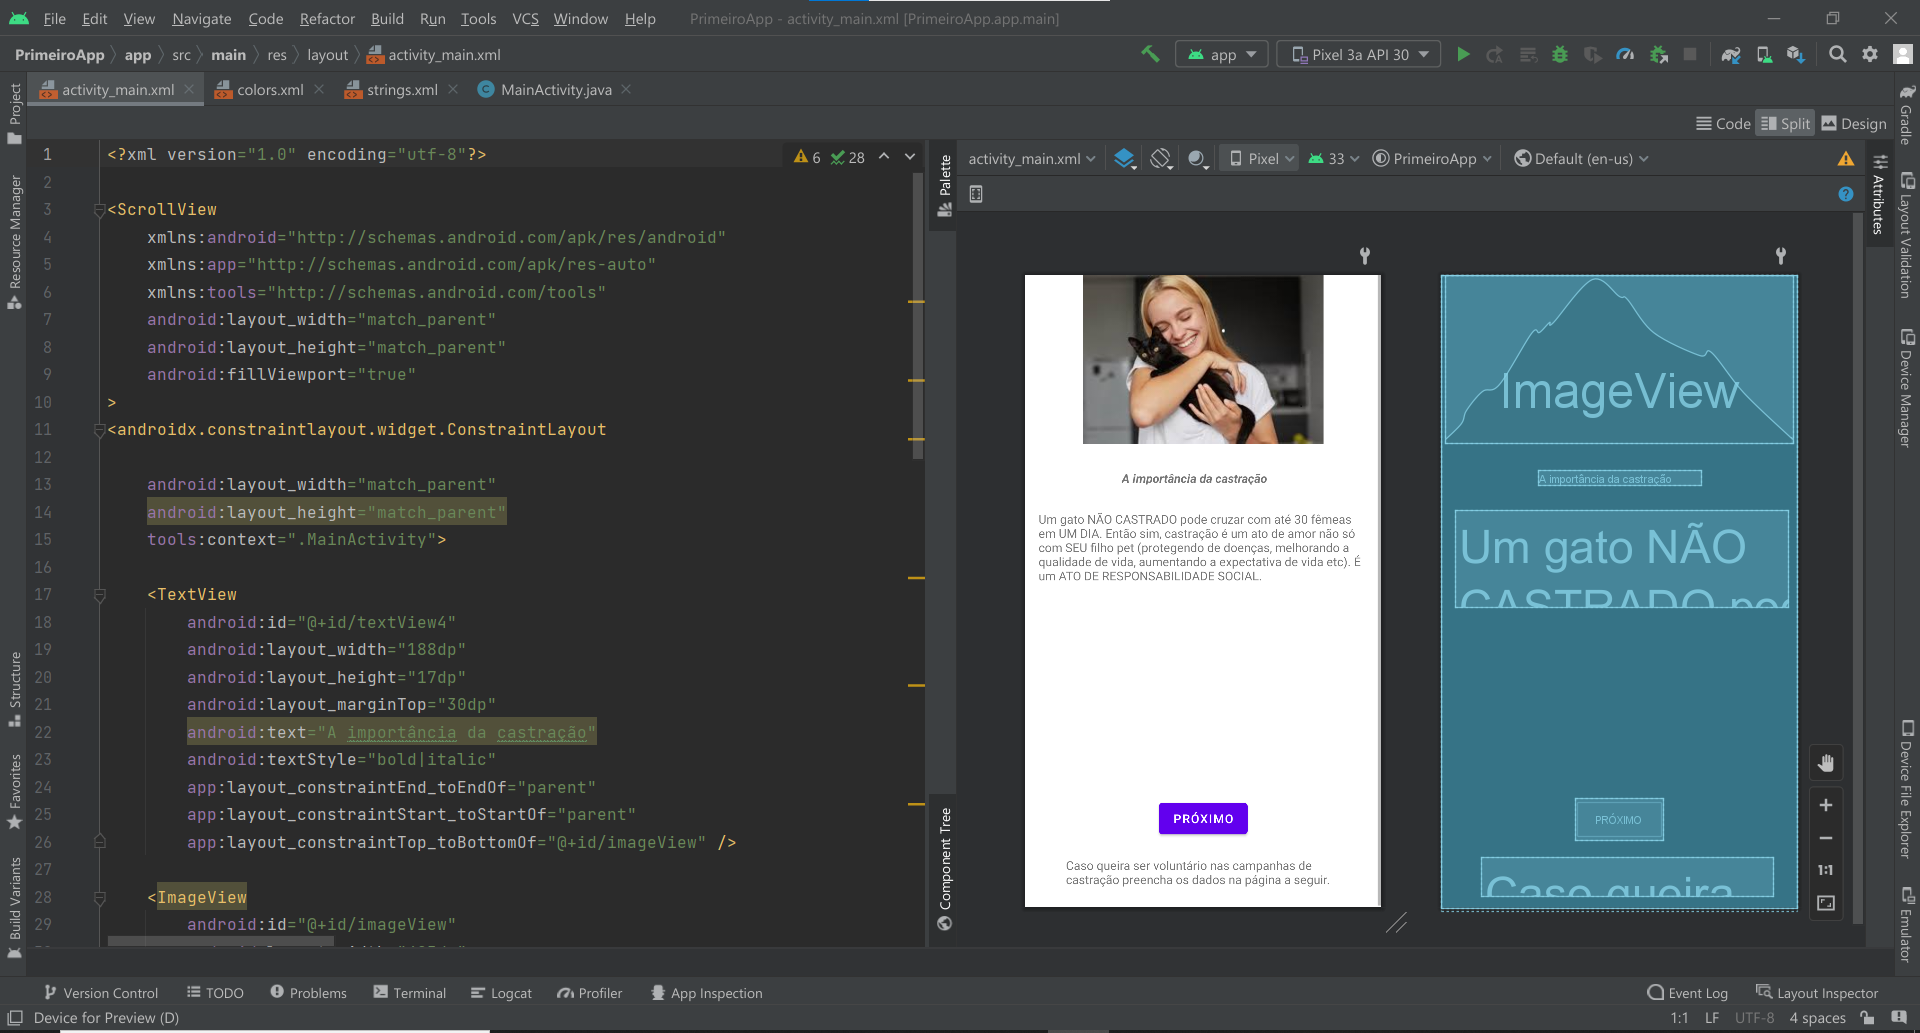 File Edit View Navigate Code Refactor Build Run Tools VCS Window Help PrimeiroApp - activity_main.xml [PrimeiroApp.app.main]
PrimeiroApp app src main res layout activity_main.xml app Pixel 3a API 30
activity_main.xml colors.xml strings.xml MainActivity.java
Code Split Design
Project
Resource Manager
Structure
Favorites
Build Variants
6 28
1 <?xml version="1.0" encoding="utf-8"?>
2
3 <ScrollView
4 xmlns:android="http://schemas.android.com/apk/res/android"
5 xmlns:app="http://schemas.android.com/apk/res-auto"
6 xmlns:tools="http://schemas.android.com/tools"
7 android:layout_width="match_parent"
8 android:layout_height="match_parent"
9 android:fillViewport="true"
10 >
11 <androidx.constraintlayout.widget.ConstraintLayout
12
13 android:layout_width="match_parent"
14 android:layout_height="match_parent"
15 tools:context=".MainActivity">
16
17 <TextView
18 android:id="@+id/textView4"
19 android:layout_width="188dp"
20 android:layout_height="17dp"
21 android:layout_marginTop="30dp"
22 android:text="A importância da castração"
23 android:textStyle="bold|italic"
24 app:layout_constraintEnd_toEndOf="parent"
25 app:layout_constraintStart_toStartOf="parent"
26 app:layout_constraintTop_toBottomOf="@+id/imageView" />
27
28 <ImageView
29 android:id="@+id/imageView"
Palette
Component Tree
activity_main.xml Pixel 33 PrimeiroApp Default (en-us)
A importância da castração
Um gato NÃO CASTRADO pode cruzar com até 30 fêmeas
em UM DIA. Então sim, castração é um ato de amor não só
com SEU filho pet (protegendo de doenças, melhorando a
qualidade de vida, aumentando a expectativa de vida etc). É
um ATO DE RESPONSABILIDADE SOCIAL.
PRÓXIMO
Caso queira ser voluntário nas campanhas de
castração preencha os dados na página a seguir.
ImageView
A importância da castração
Um gato NÃO
CASTRADO
PRÓXIMO
Caso queira
1:1
Attributes
Gradle
Layout Validation
Device Manager
Device File Explorer
Emulator
Version Control TODO Problems Terminal Logcat Profiler App Inspection Event Log Layout Inspector
Device for Preview (D) 1:1 LF UTF-8 4 spaces